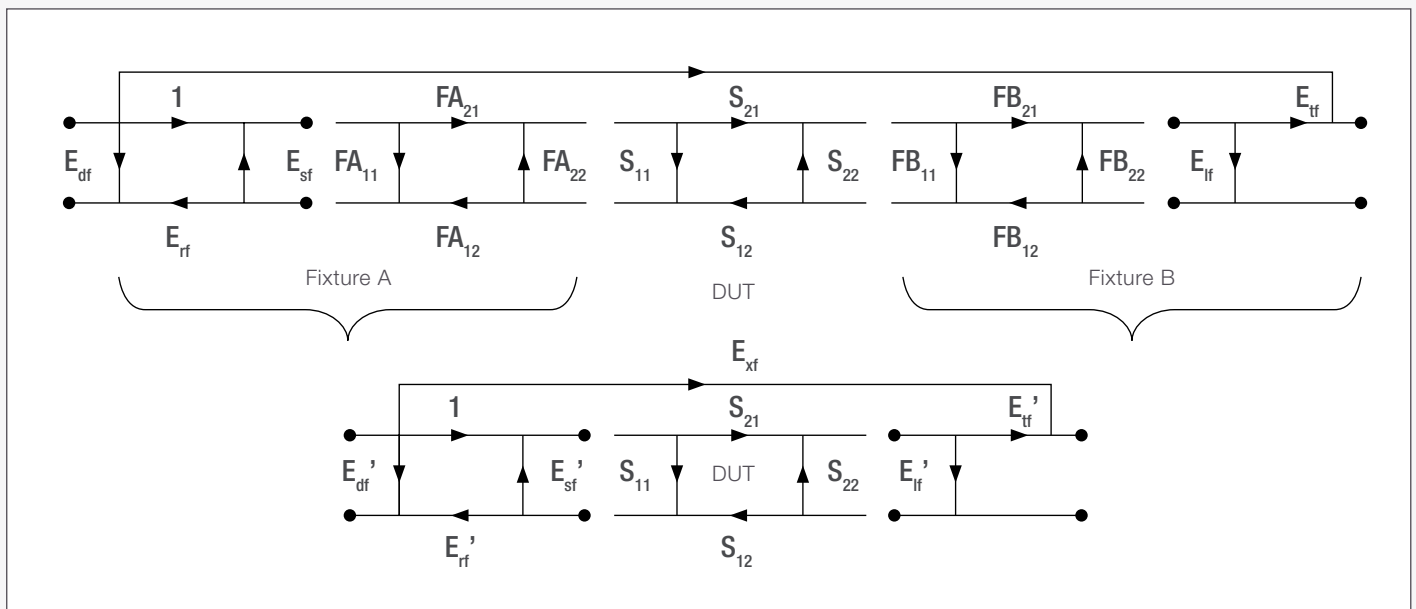 1 FA21 S21 FB21 Etf
Edf Esf FA11 FA22 S11 S22 FB11 FB22 Elf
Erf FA12 S12 FB12
Fixture A DUT Fixture B
Exf
1 S21 Etf’
Edf’ Esf’ S11 DUT S22 Elf’
Erf’ S12